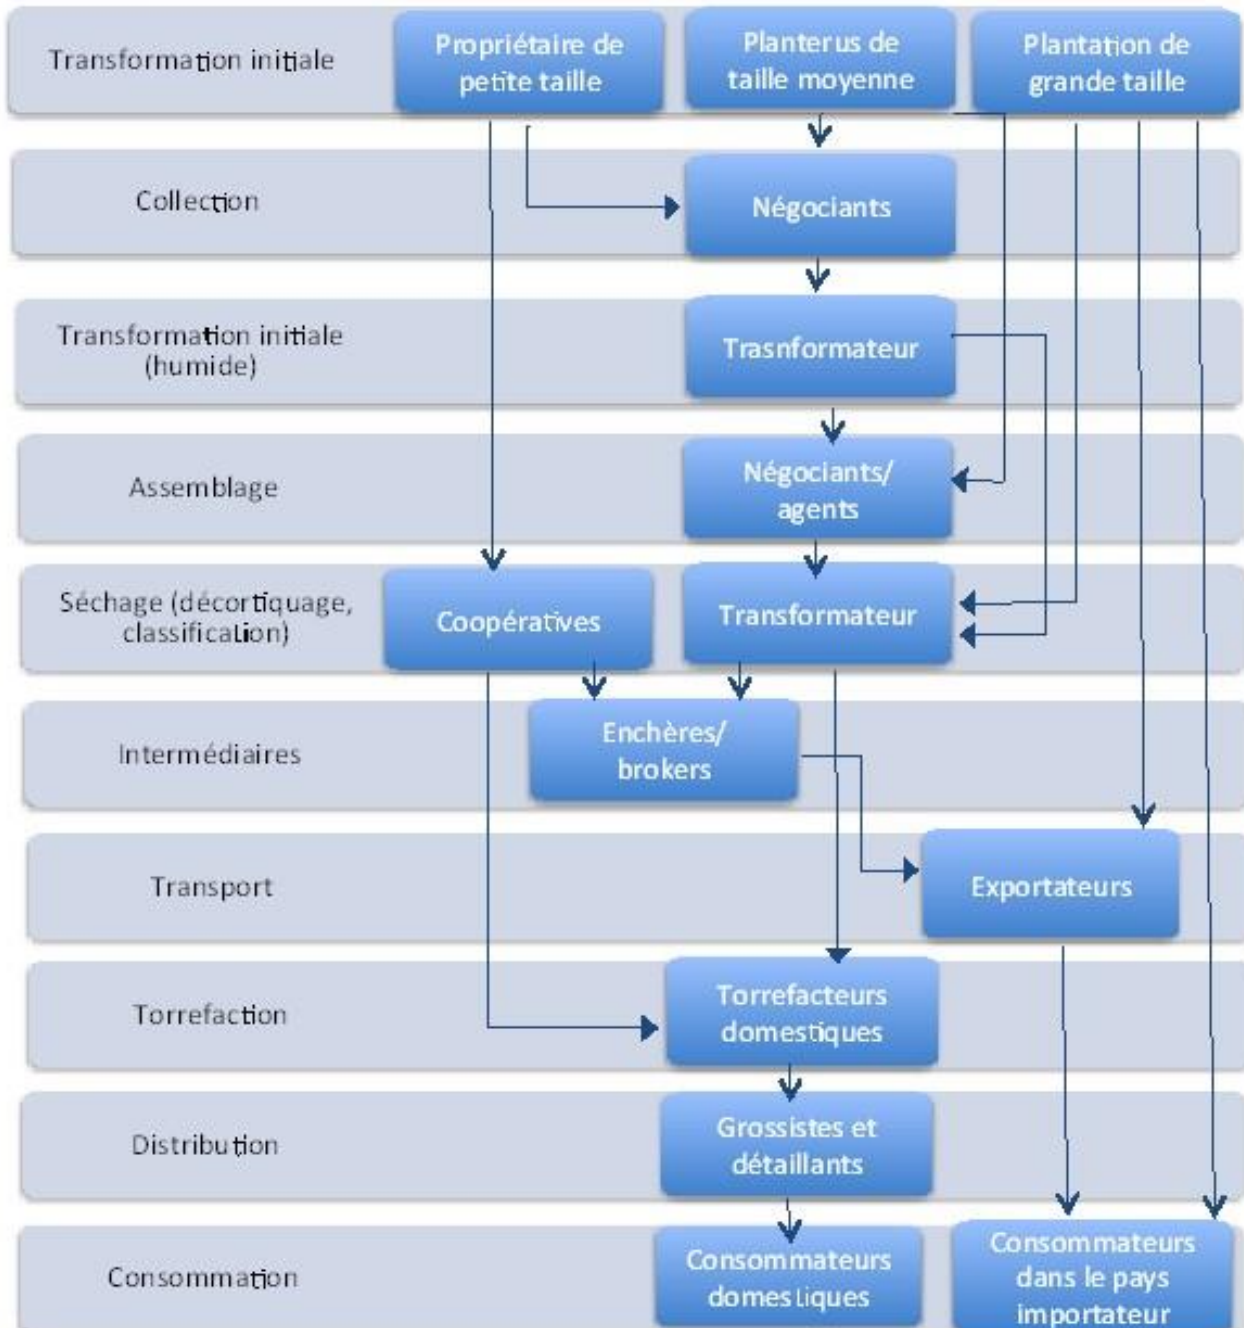 Transformation initiale
Propriétaire de
petite taille
Planterus de
taille moyenne
Plantation de
grande taille
Collection
Négociants
Transformation initiale
(humide)
Trasnformateur
Assemblage
Négociants/
agents
Séchage (décortiquage,
classification)
Coopératives
Transformateur
Intermédiaires
Enchères/
brokers
Transport
Exportateurs
Torrefaction
Torrefacteurs
domestiques
Distribution
Grossistes et
détaillants
Consommation
Consommateurs
domestiques
Consommateurs
dans le pays
importateur